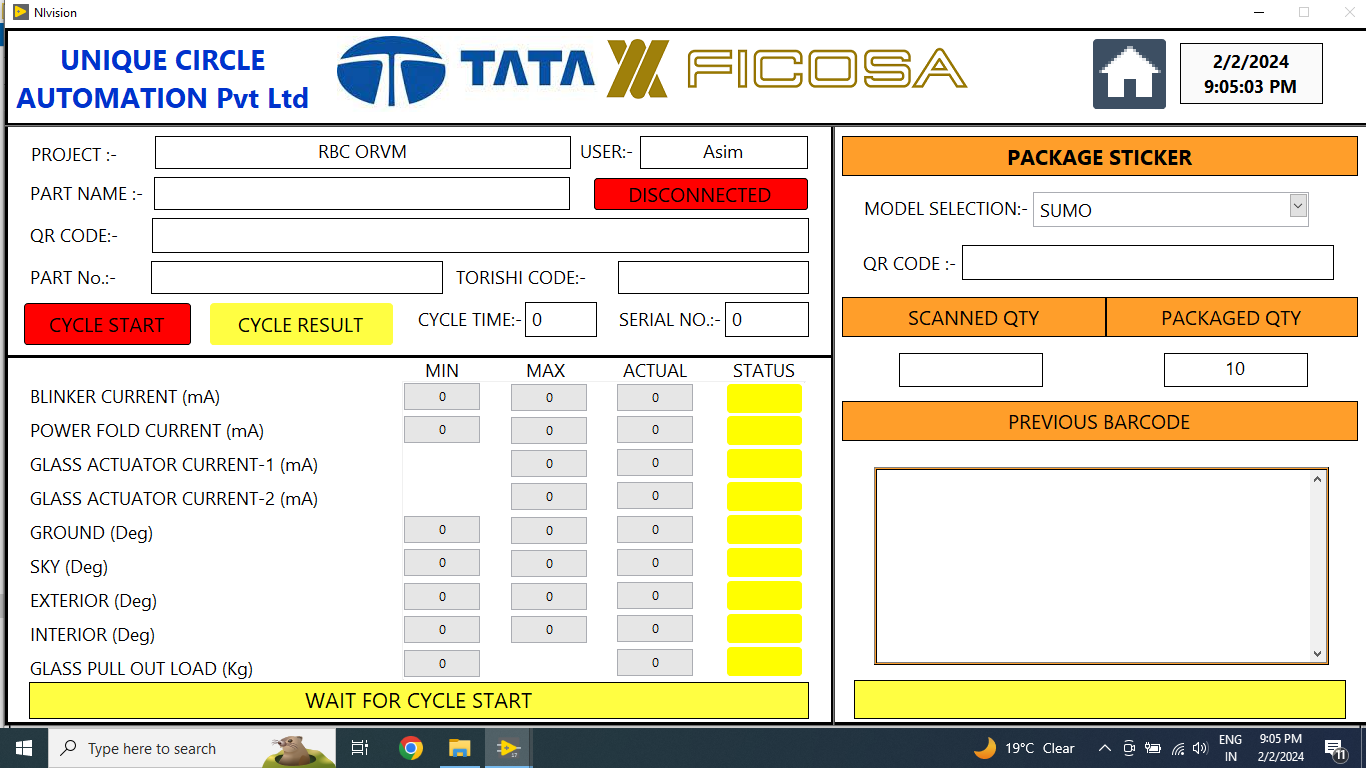 NIvision
UNIQUE CIRCLE
AUTOMATION Pvt Ltd
TATA
FICOSA
2/2/2024
9:05:03 PM
PROJECT :-
RBC ORVM
USER:-
Asim
PART NAME :-
DISCONNECTED
QR CODE:-
PART No.:-
TORISHI CODE:-
CYCLE START
CYCLE RESULT
CYCLE TIME:-
0
SERIAL NO.:-
0
MIN MAX ACTUAL STATUS
BLINKER CURRENT (mA) 0 0 0
POWER FOLD CURRENT (mA) 0 0 0
GLASS ACTUATOR CURRENT-1 (mA) 0 0
GLASS ACTUATOR CURRENT-2 (mA) 0 0
GROUND (Deg) 0 0 0
SKY (Deg) 0 0 0
EXTERIOR (Deg) 0 0 0
INTERIOR (Deg) 0 0 0
GLASS PULL OUT LOAD (Kg) 0 0
WAIT FOR CYCLE START
PACKAGE STICKER
MODEL SELECTION:-
SUMO
QR CODE :-
SCANNED QTY
PACKAGED QTY
10
PREVIOUS BARCODE
Type here to search
19°C Clear
ENG
IN
9:05 PM
2/2/2024
11